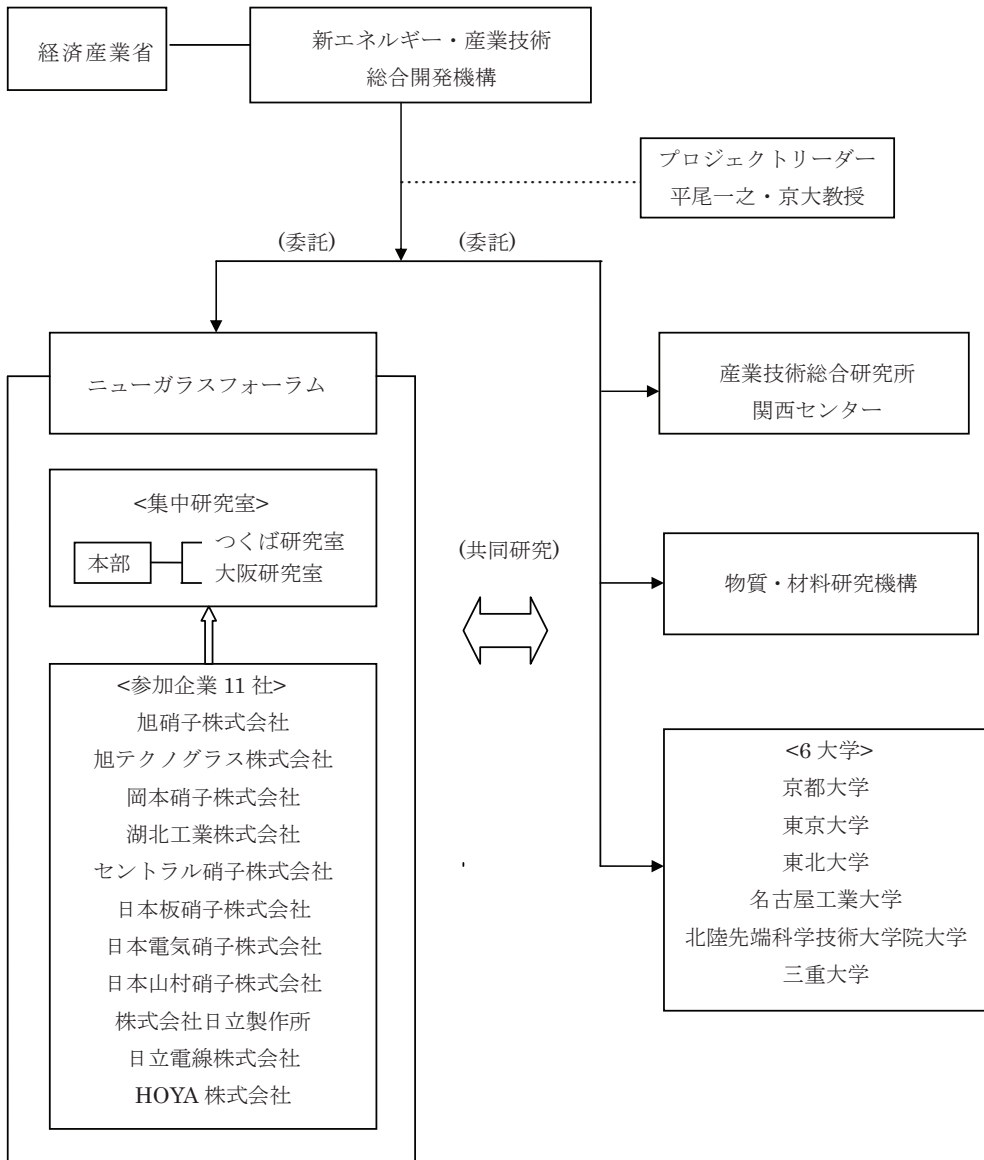 経済産業省
新エネルギー・産業技術
総合開発機構
プロジェクトリーダー
平尾一之・京大教授
(委託)
(委託)
ニューガラスフォーラム
<集中研究室>
本部
つくば研究室
大阪研究室
<参加企業 11 社>
旭硝子株式会社
旭テクノグラス株式会社
岡本硝子株式会社
湖北工業株式会社
セントラル硝子株式会社
日本板硝子株式会社
日本電気硝子株式会社
日本山村硝子株式会社
株式会社日立製作所
日立電線株式会社
HOYA 株式会社
(共同研究)
産業技術総合研究所
関西センター
物質・材料研究機構
<6 大学>
京都大学
東京大学
東北大学
名古屋工業大学
北陸先端科学技術大学院大学
三重大学